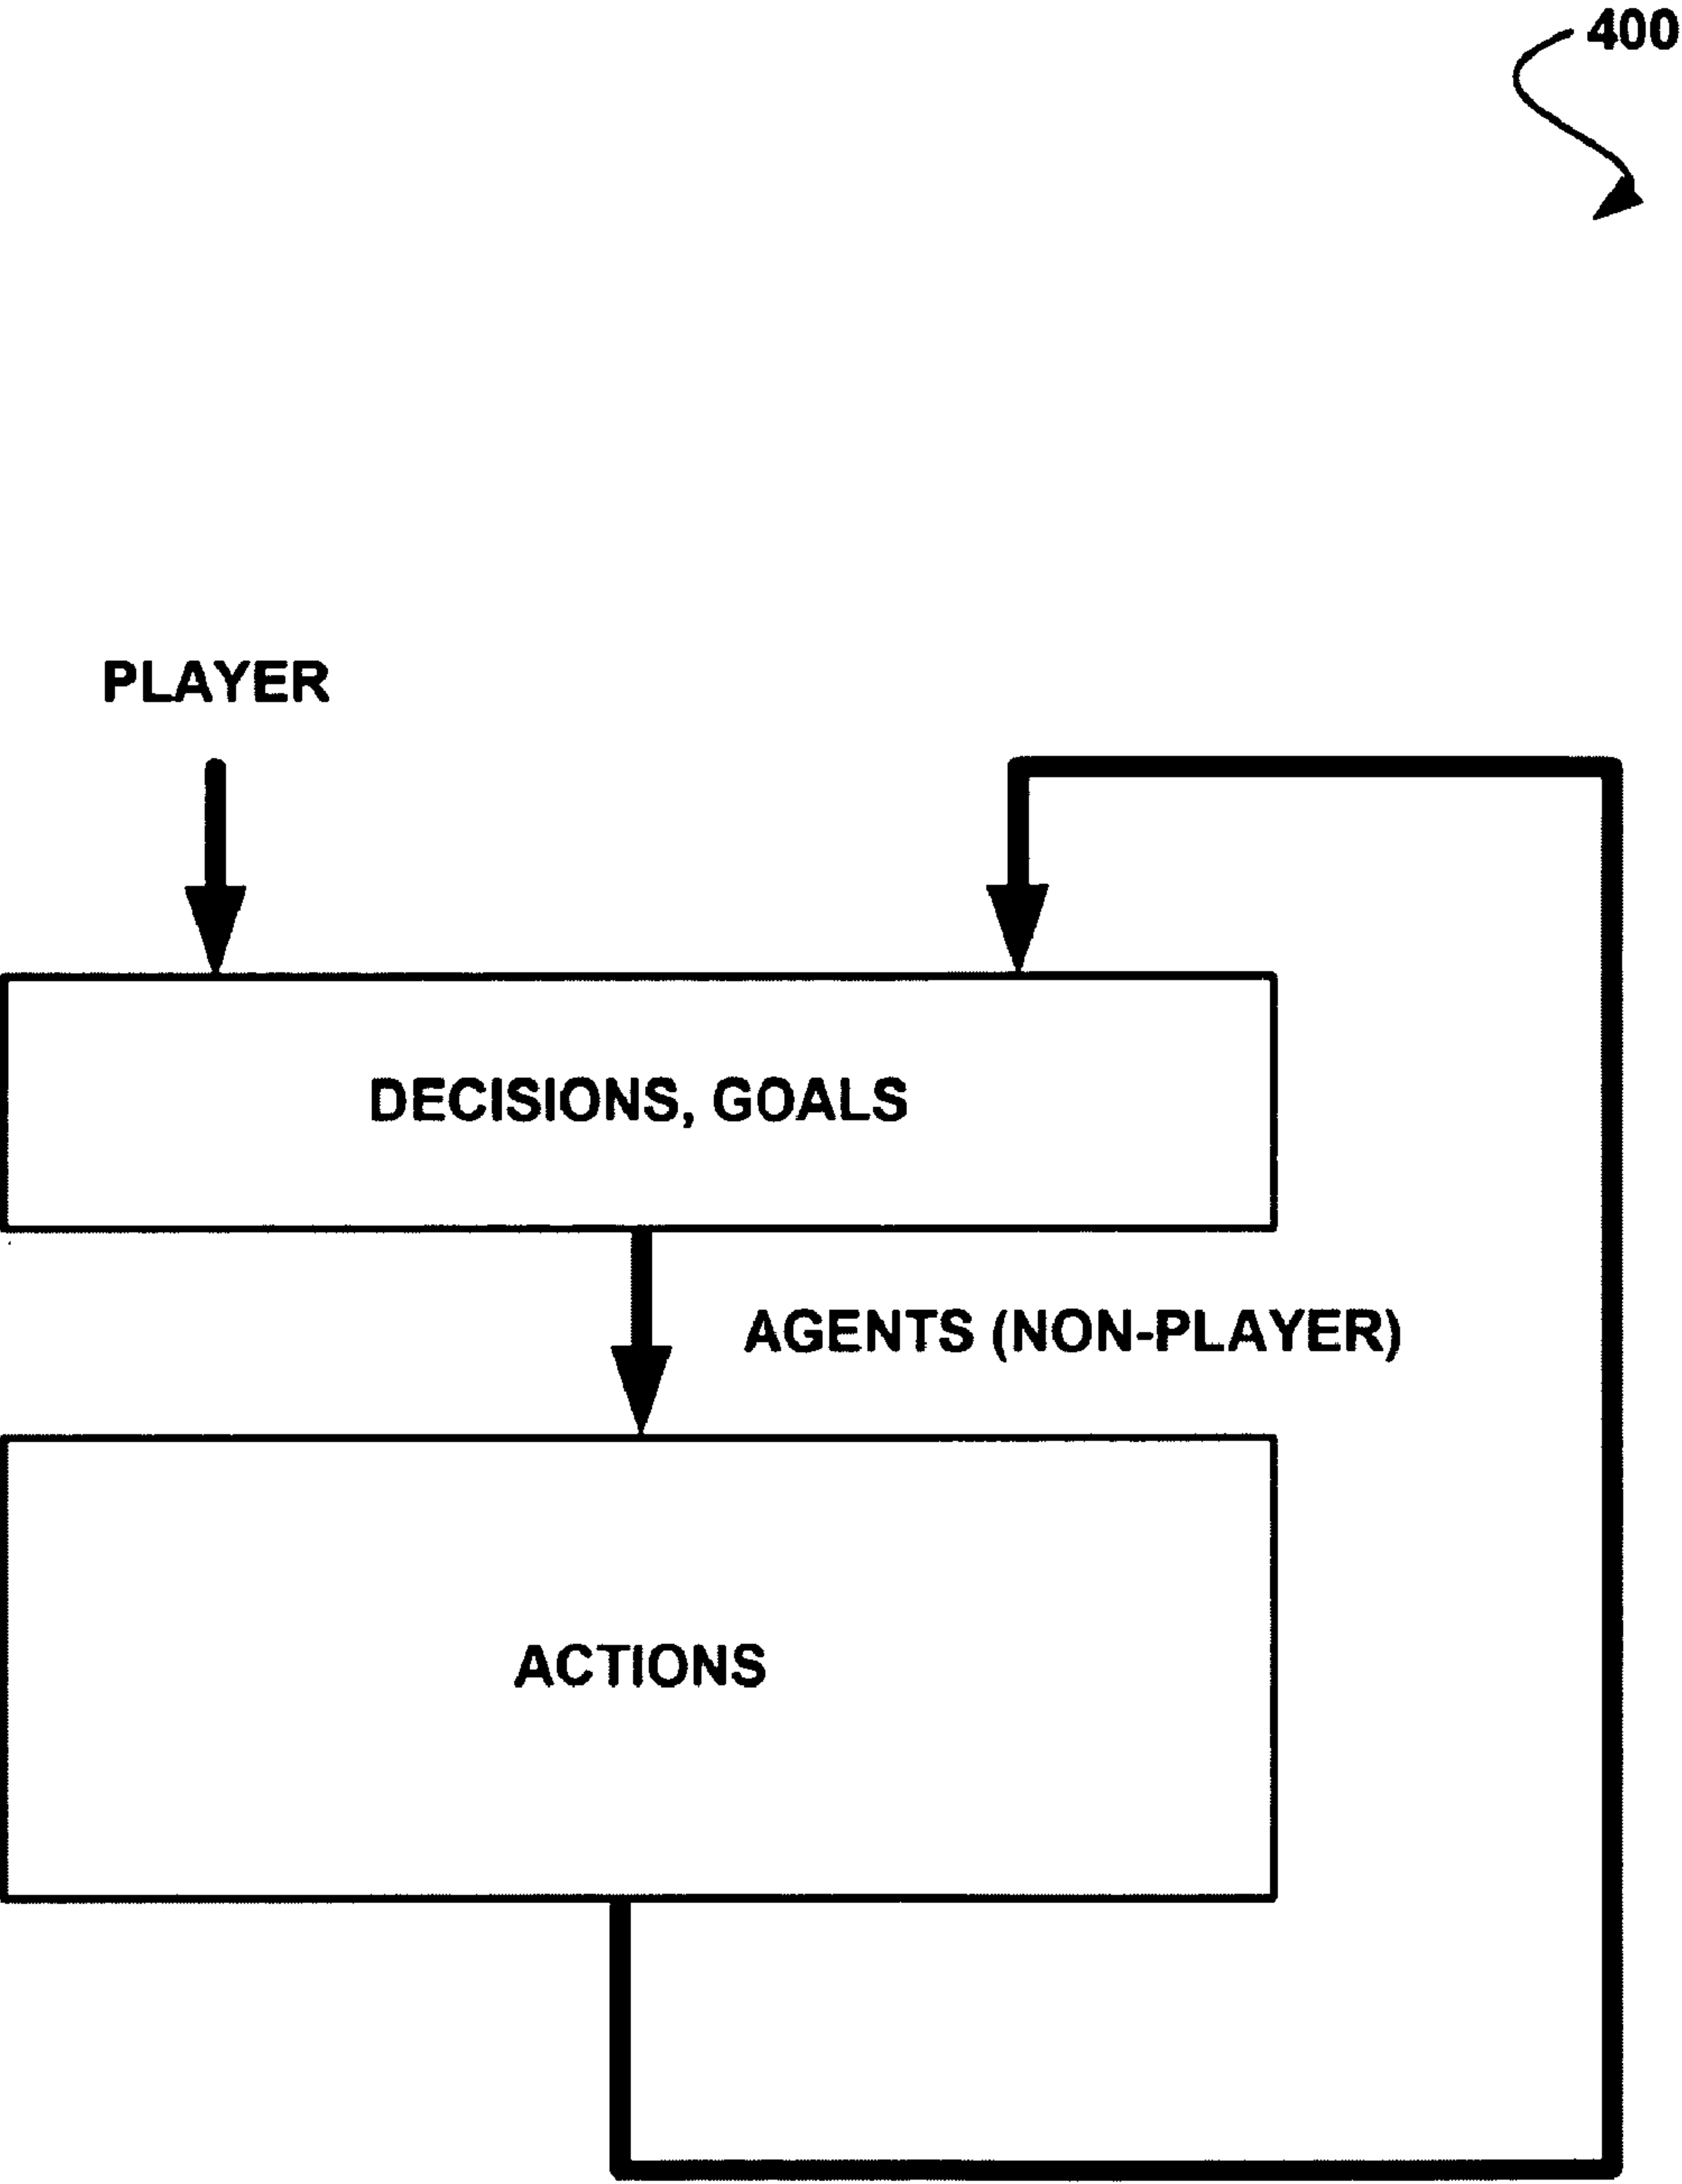 400
PLAYER
DECISIONS, GOALS
AGENTS (NON-PLAYER)
ACTIONS